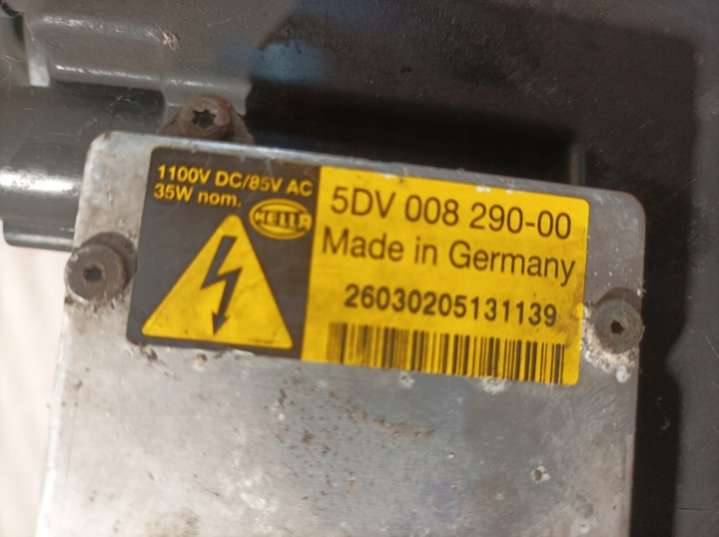 1100V DC/85V AC
35W nom.
HELLA
5DV 008 290-00
Made in Germany
26030205131139